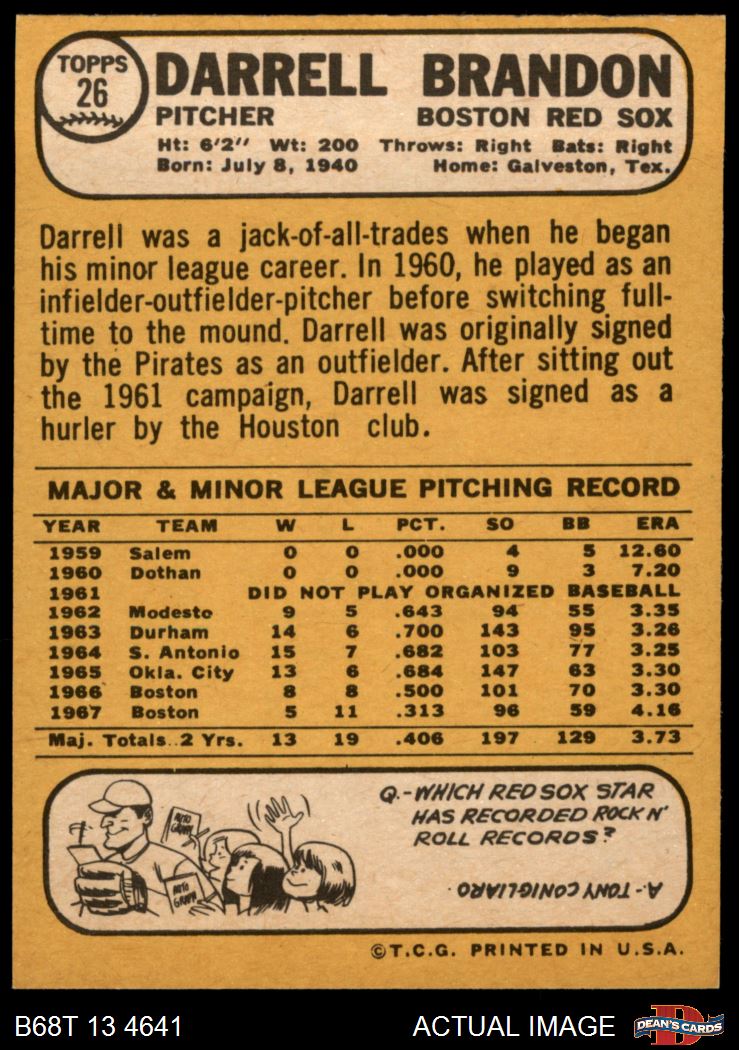 TOPPS
26
DARRELL BRANDON
PITCHER BOSTON RED SOX
Ht: 6'2" Wt: 200 Throws: Right Bats: Right
Born: July 8, 1940 Home: Galveston, Tex.
Darrell was a jack-of-all-trades when he began
his minor league career. In 1960, he played as an
infielder-outfielder-pitcher before switching full-
time to the mound. Darrell was originally signed
by the Pirates as an outfielder. After sitting out
the 1961 campaign, Darrell was signed as a
hurler by the Houston club.
MAJOR & MINOR LEAGUE PITCHING RECORD
YEAR TEAM W L PCT. SO BB ERA
1959 Salem 0 0 .000 4 5 12.60
1960 Dothan 0 0 .000 9 3 7.20
1961 DID NOT PLAY ORGANIZED BASEBALL
1962 Modesto 9 5 .643 94 55 3.35
1963 Durham 14 6 .700 143 95 3.26
1964 S. Antonio 15 7 .682 103 77 3.25
1965 Okla. City 13 6 .684 147 63 3.30
1966 Boston 8 8 .500 101 70 3.30
1967 Boston 5 11 .313 96 59 4.16
Maj. Totals 2 Yrs. 13 19 .406 197 129 3.73
AUTO
GRAPH
AUTO
GRAPH
Q.-WHICH RED SOX STAR
HAS RECORDED ROCK N'
ROLL RECORDS?
A.- TONY CONIGLIARO.
©T.C.G. PRINTED IN U.S.A.
B68T 13 4641 ACTUAL IMAGE
DEAN'S CARDS